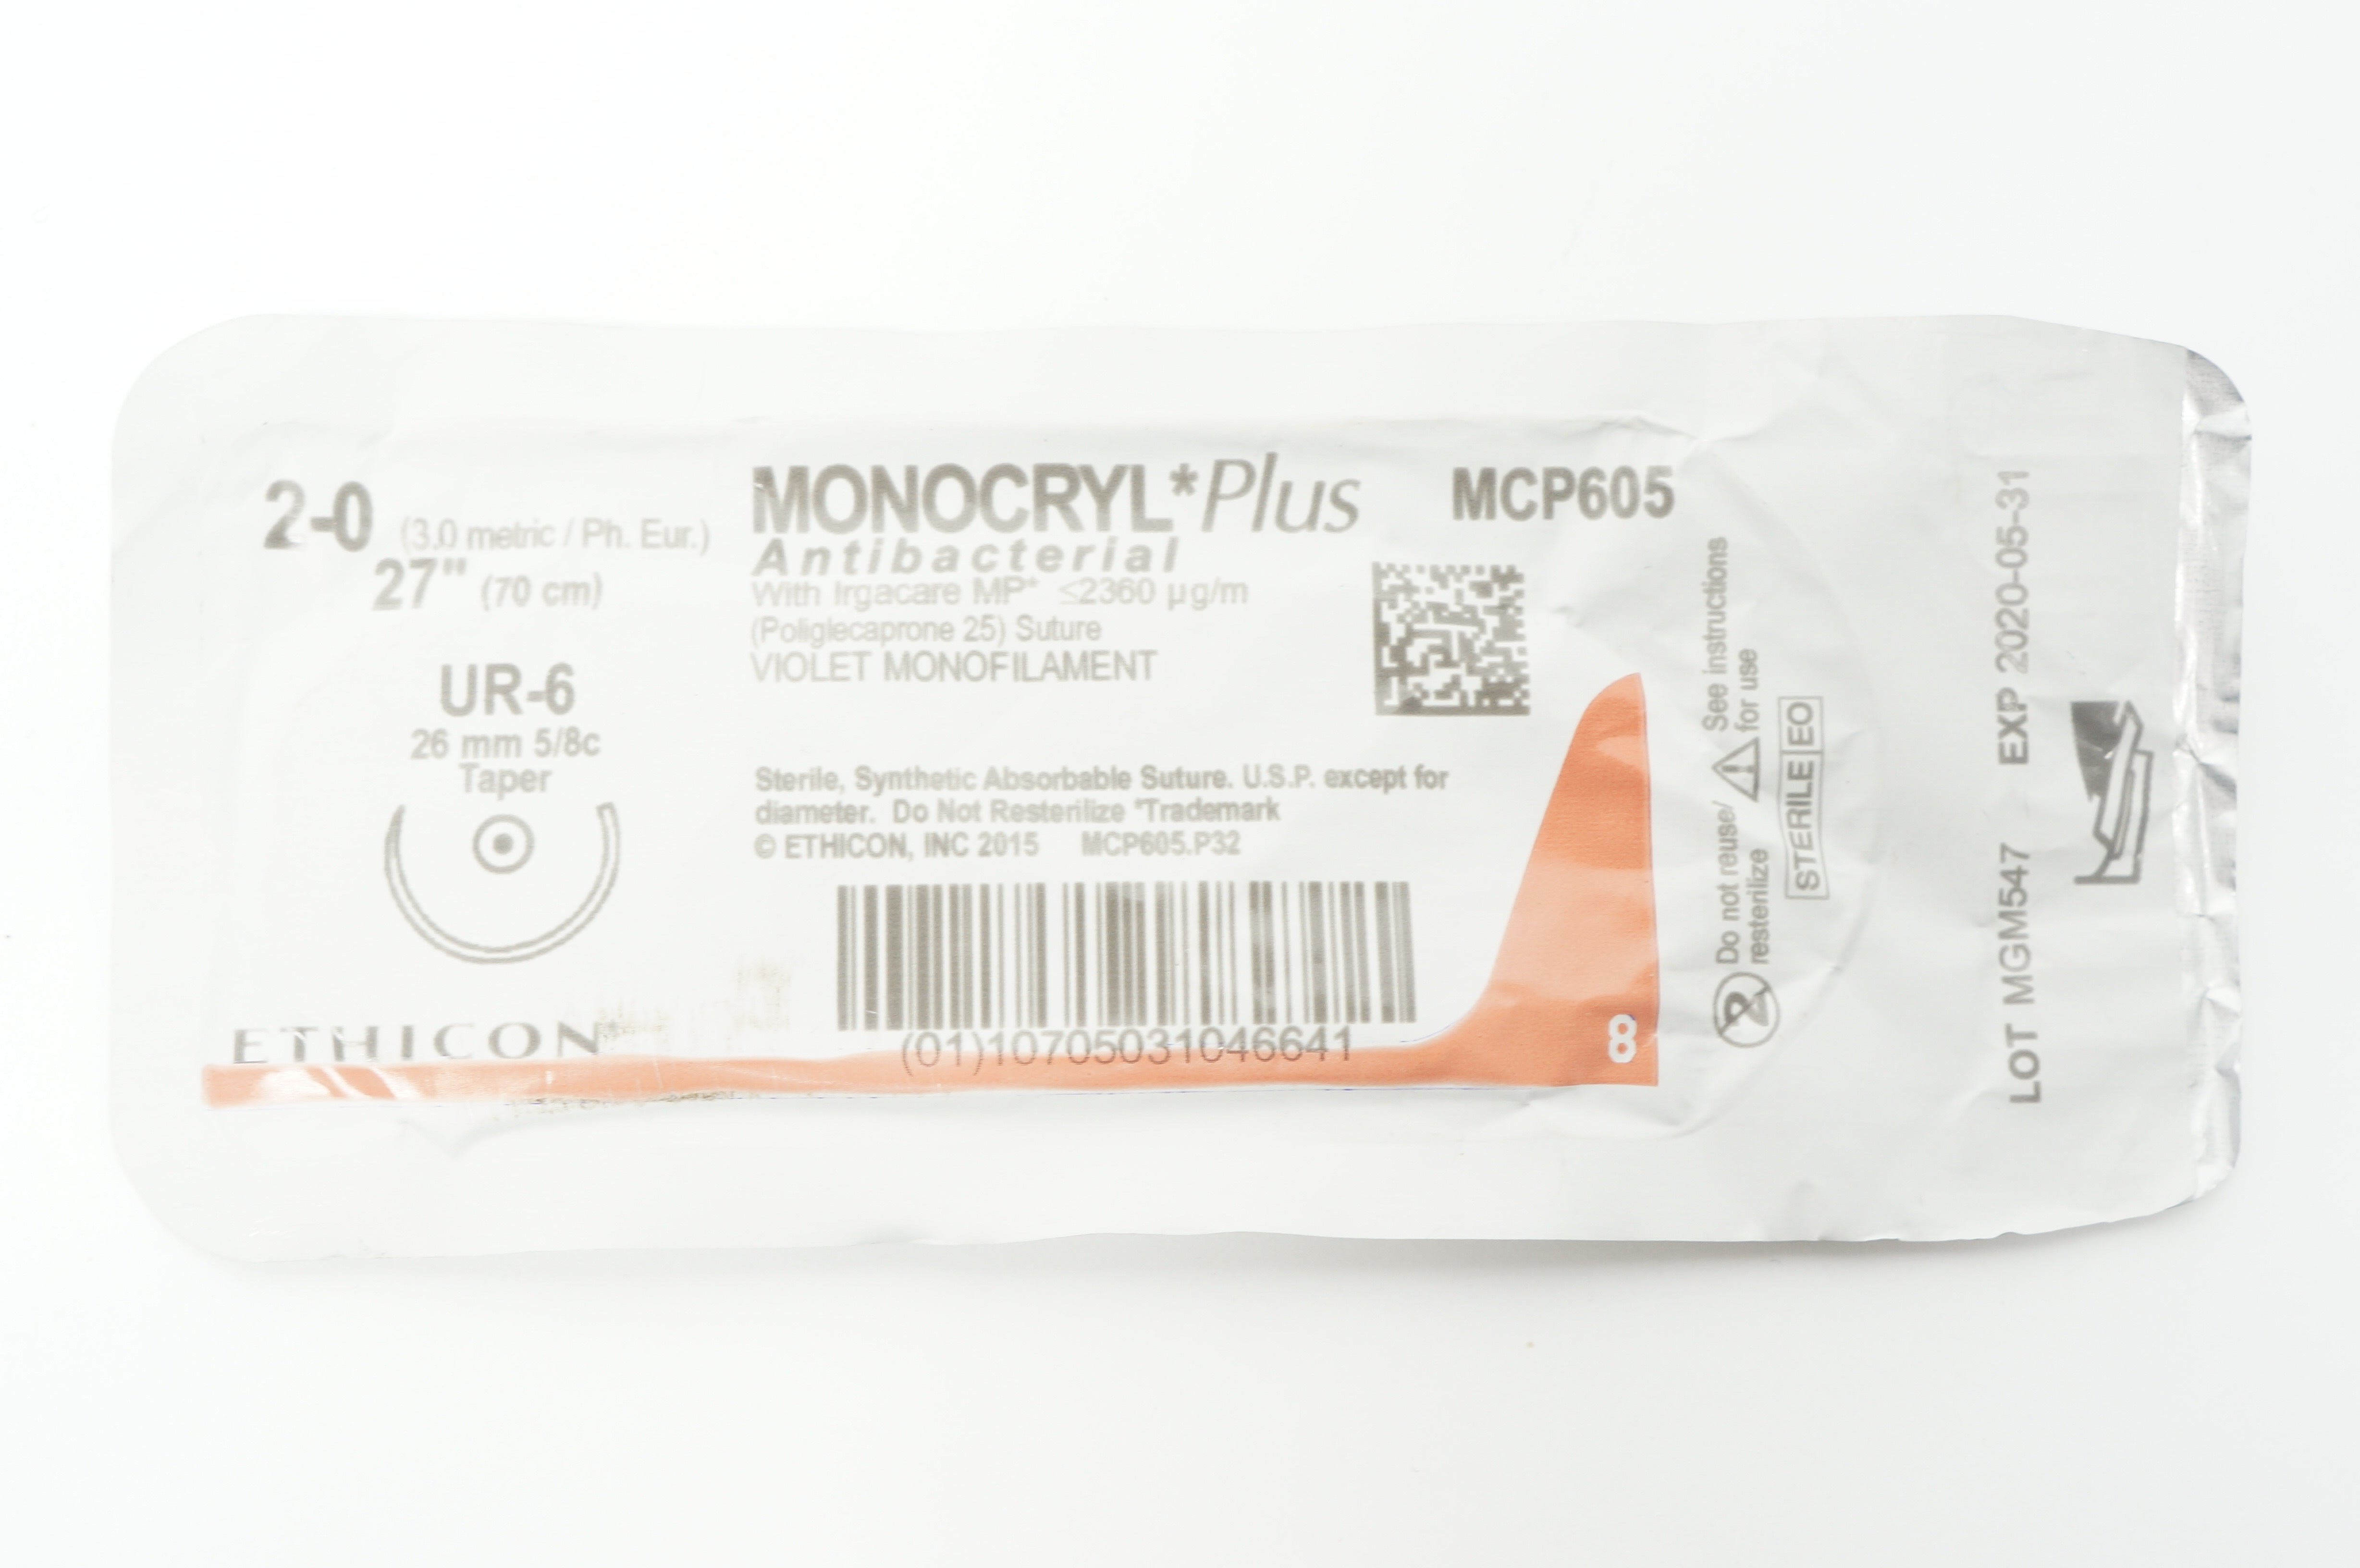 2-0 (3.0 metric / Ph. Eur.)
27" (70 cm)
UR-6
26 mm 5/8c
Taper
ETHICON
MONOCRYL*Plus MCP605
Antibacterial
With Irgacare MP* ≤2360 µg/m
(Poliglecaprone 25) Suture
VIOLET MONOFILAMENT
Sterile, Synthetic Absorbable Suture. U.S.P. except for
diameter. Do Not Resterilize *Trademark
© ETHICON, INC 2015 MCP605.P32
(01)10705031046641
8
See instructions
for use
Do not reuse/
resterilize
2
STERILE EO
LOT MGM547 EXP 2020-05-31